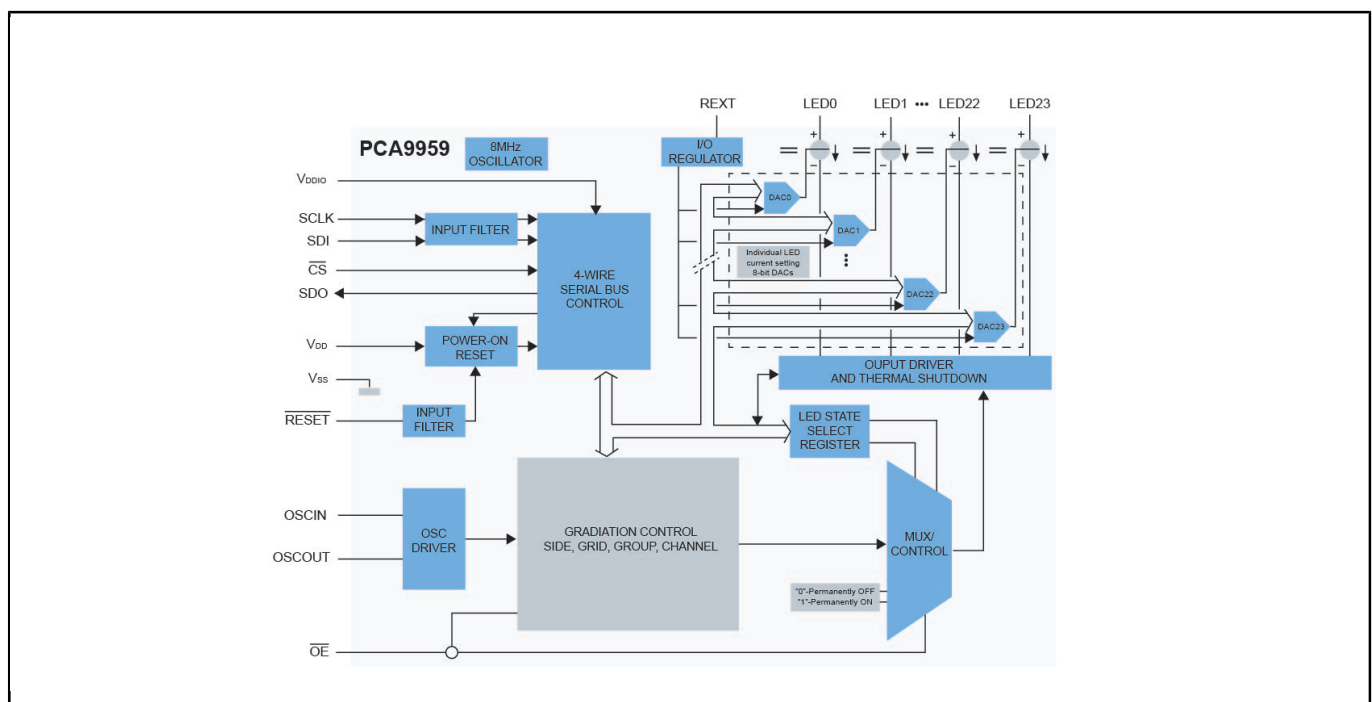 REXT LED0 LED1 ••• LED22 LED23
PCA9959
8MHz
OSCILLATOR
I/O
REGULATOR
+ + + +
- - - -
VDDIO
SCLK
SDI
INPUT FILTER
CS
SDO
4-WIRE
SERIAL BUS
CONTROL
DAC0
DAC1
Individual LED
current setting
8-bit DACs
DAC22
DAC23
VDD
POWER-ON
RESET
VSS
RESET
INPUT
FILTER
OUPUT DRIVER
AND THERMAL SHUTDOWN
LED STATE
SELECT
REGISTER
OSCIN
OSCOUT
OSC
DRIVER
GRADIATION CONTROL
SIDE, GRID, GROUP, CHANNEL
MUX/
CONTROL
"0"-Permanently OFF
"1"-Permanently ON
OE